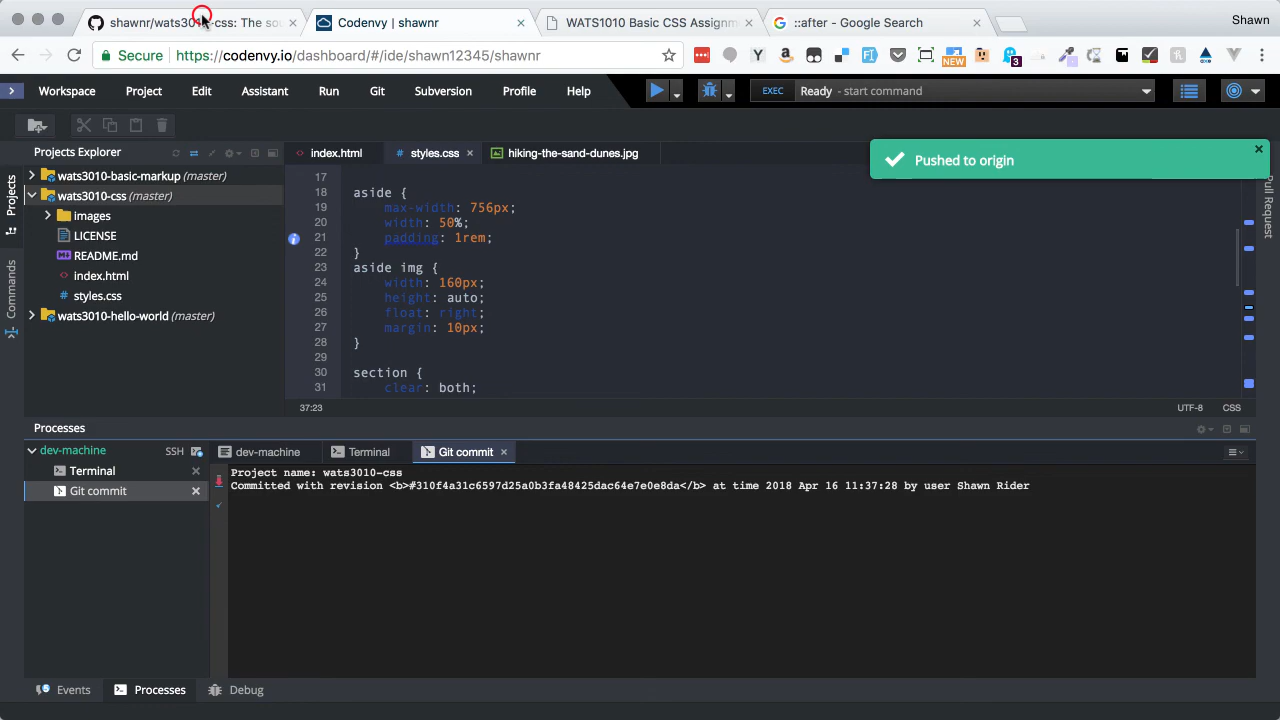 shawnr/wats3010-css: The sou
Codenvy | shawnr
WATS1010 Basic CSS Assignm
::after - Google Search
Shawn
Secure
https://codenvy.io/dashboard/#/ide/shawn12345/shawnr
NEW
3
Workspace
Project
Edit
Assistant
Run
Git
Subversion
Profile
Help
EXEC
Ready - start command
Projects Explorer
index.html
styles.css
hiking-the-sand-dunes.jpg
Pushed to origin
Projects
Commands
Pull Request
wats3010-basic-markup (master)
wats3010-css (master)
images
LICENSE
README.md
index.html
styles.css
wats3010-hello-world (master)
17
18 aside {
19 max-width: 756px;
20 width: 50%;
21 padding: 1rem;
22 }
23 aside img {
24 width: 160px;
25 height: auto;
26 float: right;
27 margin: 10px;
28 }
29
30 section {
31 clear: both;
37:23
UTF-8
CSS
Processes
dev-machine
SSH
Terminal
Git commit
dev-machine
Terminal
Git commit
Project name: wats3010-css
Committed with revision <b>#310f4a31c6597d25a0b3fa48425dac64e7e0e8da</b> at time 2018 Apr 16 11:37:28 by user Shawn Rider
Events
Processes
Debug